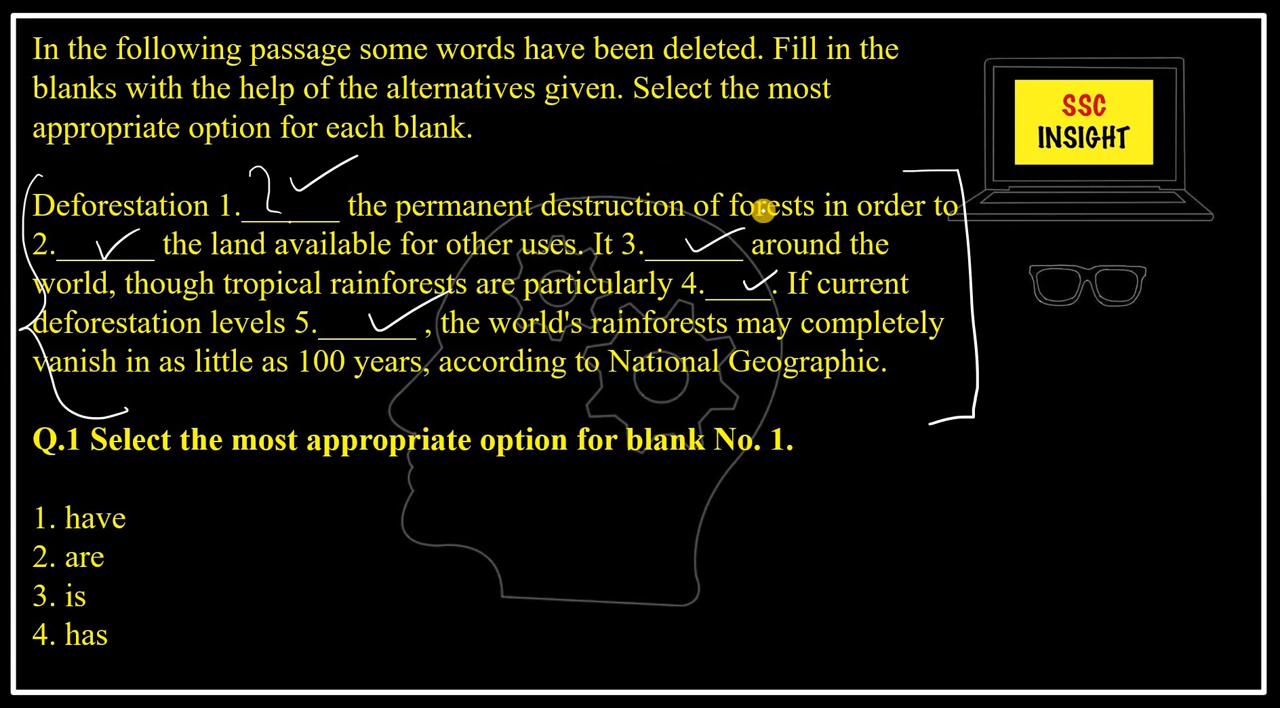 In the following passage some words have been deleted. Fill in the
blanks with the help of the alternatives given. Select the most
appropriate option for each blank.
SSC
INSIGHT
Deforestation 1.______ the permanent destruction of forests in order to
2.______ the land available for other uses. It 3.______ around the
world, though tropical rainforests are particularly 4.____. If current
deforestation levels 5.______ , the world's rainforests may completely
vanish in as little as 100 years, according to National Geographic.
Q.1 Select the most appropriate option for blank No. 1.
1. have
2. are
3. is
4. has